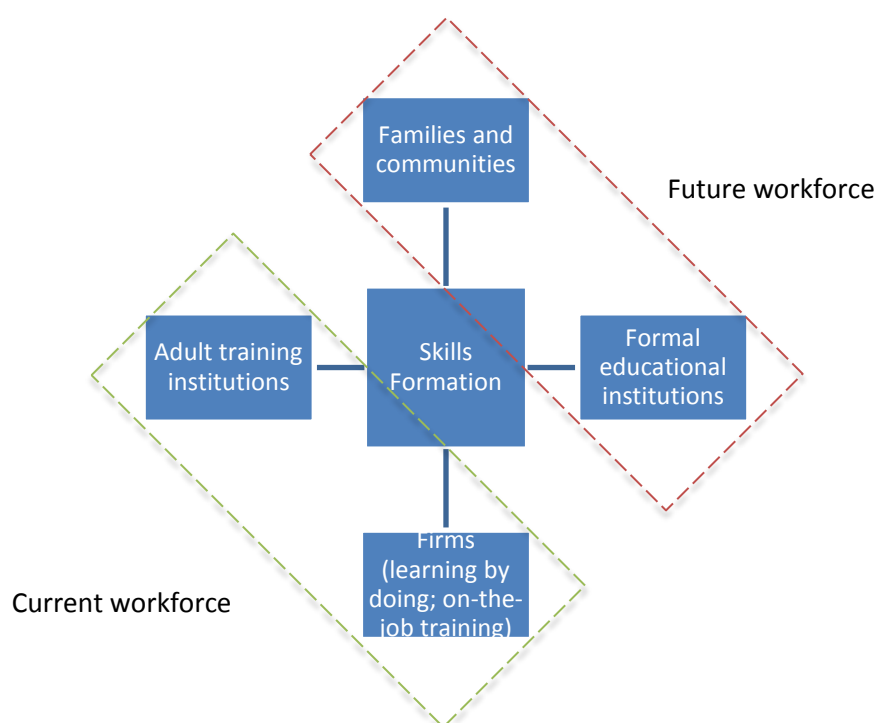 Families and
communities
Future workforce
Adult training
institutions
Skills
Formation
Formal
educational
institutions
Firms
(learning by
doing; on-the-
job training)
Current workforce